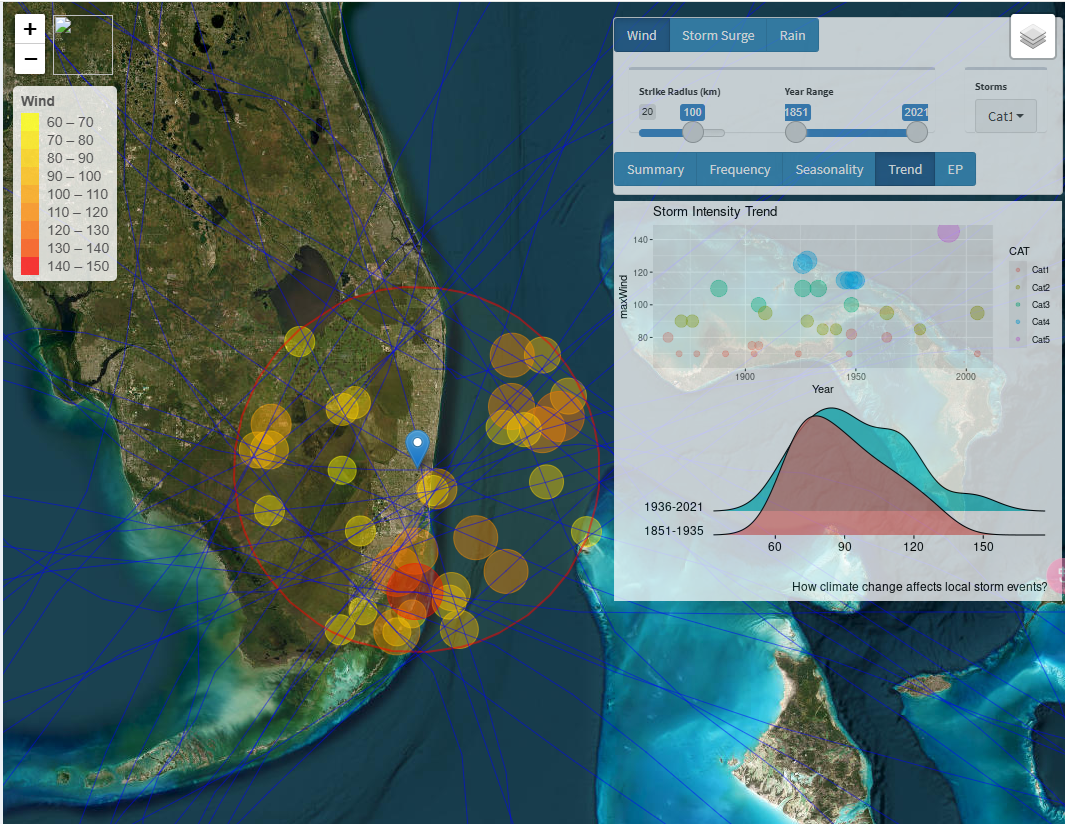 +
−
Wind
60 – 70
70 – 80
80 – 90
90 – 100
100 – 110
110 – 120
120 – 130
130 – 140
140 – 150
Wind Storm Surge Rain
Strike Radius (km) Year Range Storms
20 100 1851 2021 Cat1
Summary Frequency Seasonality Trend EP
Storm Intensity Trend
maxWind
140
120
100
80
1900 1950 2000
Year
CAT
Cat1
Cat2
Cat3
Cat4
Cat5
1936-2021
1851-1935
60 90 120 150
How climate change affects local storm events?